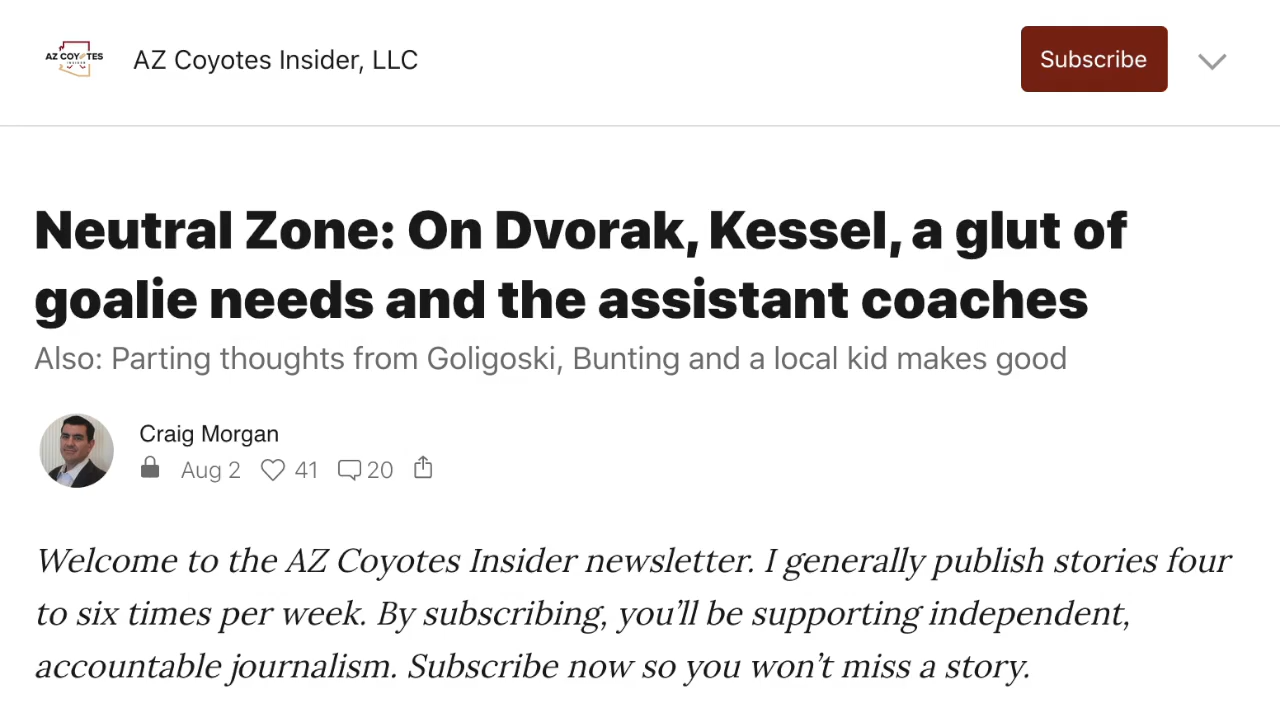 AZ COYOTES
INSIDER
AZ Coyotes Insider, LLC
Subscribe
Neutral Zone: On Dvorak, Kessel, a glut of
goalie needs and the assistant coaches
Also: Parting thoughts from Goligoski, Bunting and a local kid makes good
Craig Morgan
Aug 2 41 20
Welcome to the AZ Coyotes Insider newsletter. I generally publish stories four
to six times per week. By subscribing, you’ll be supporting independent,
accountable journalism. Subscribe now so you won’t miss a story.